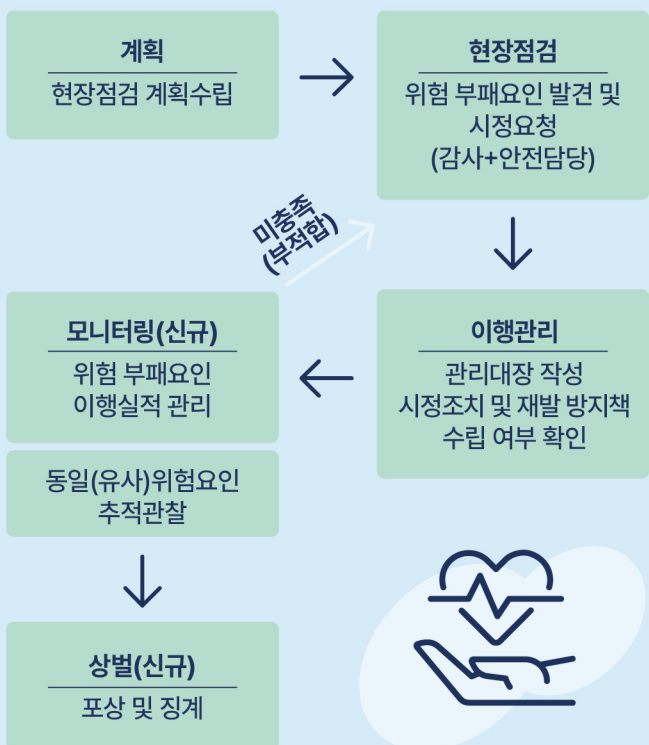 계획
현장점검 계획수립
현장점검
위험 부패요인 발견 및
시정요청
(감사+안전담당)
미충족
(부적합)
이행관리
관리대장 작성
시정조치 및 재발 방지책
수립 여부 확인
모니터링(신규)
위험 부패요인
이행실적 관리
동일(유사)위험요인
추적관찰
상벌(신규)
포상 및 징계